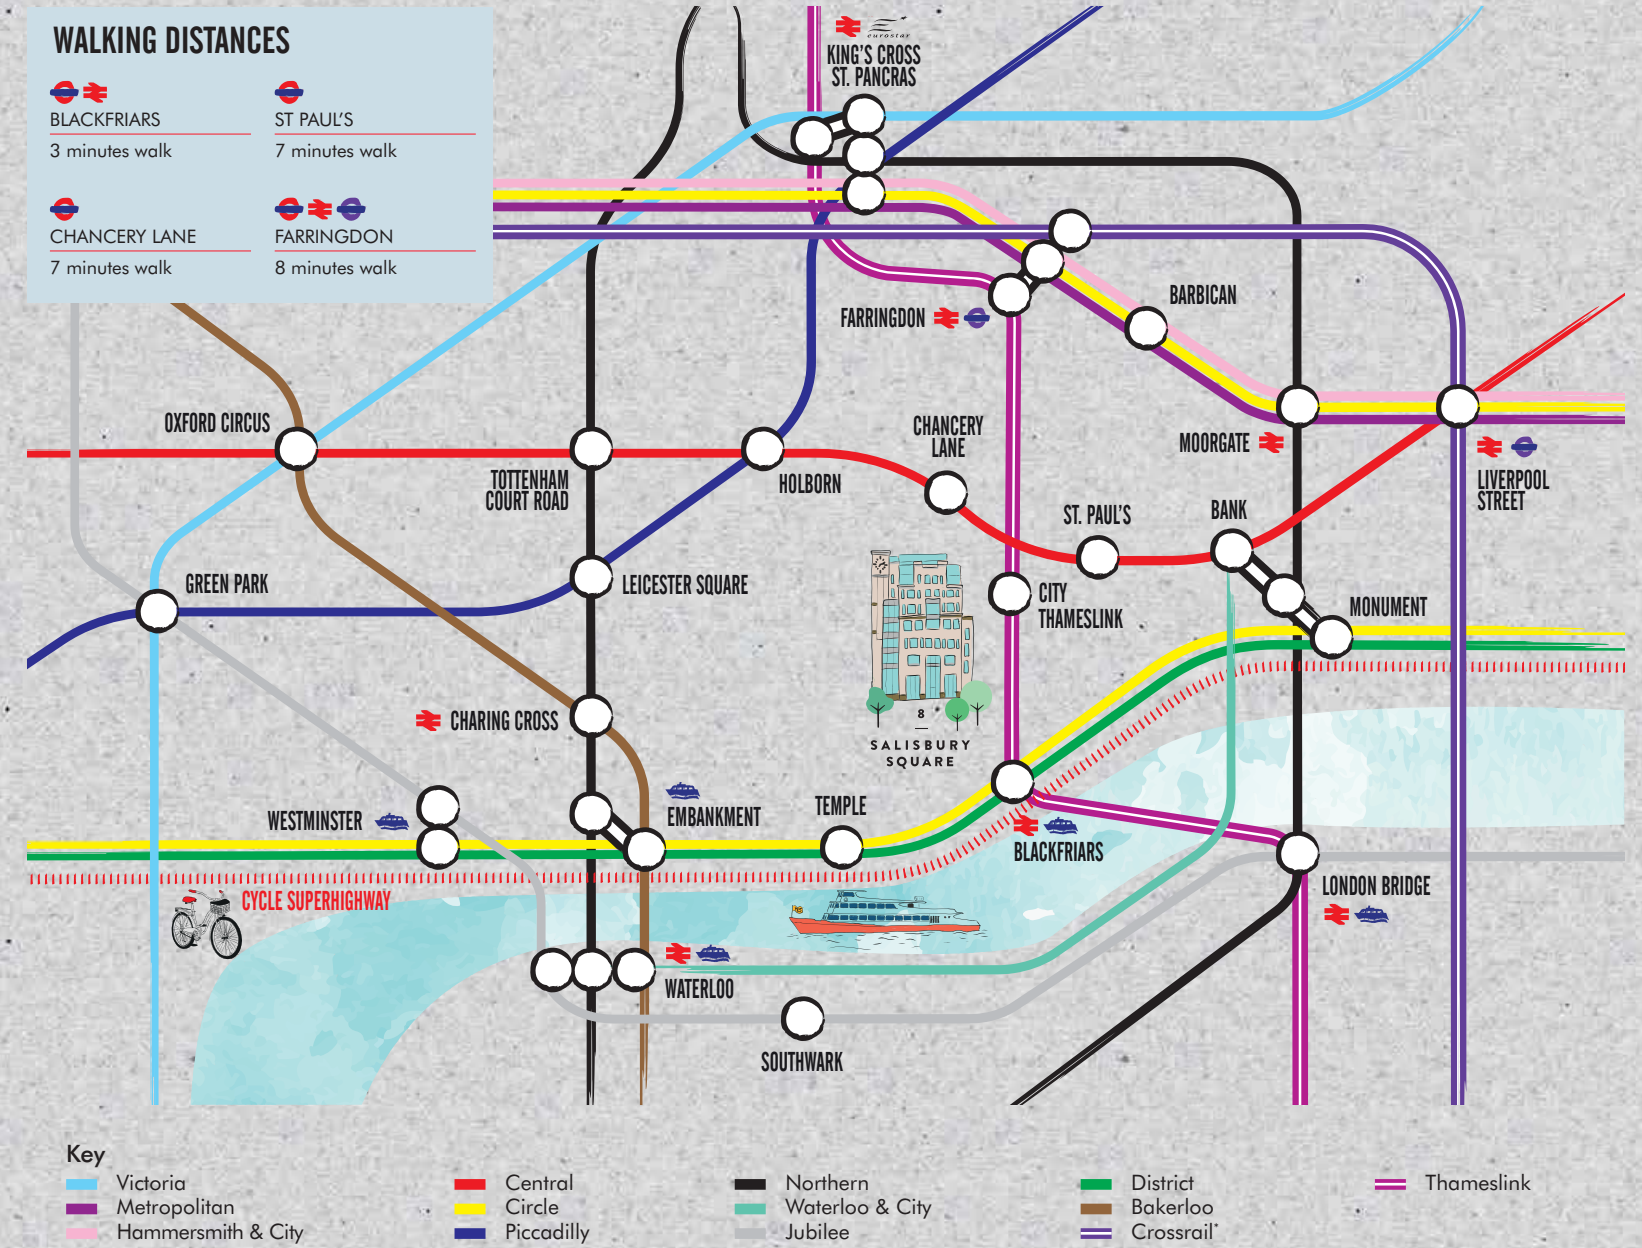 WALKING DISTANCES
BLACKFRIARS
3 minutes walk
ST PAUL'S
7 minutes walk
CHANCERY LANE
7 minutes walk
FARRINGDON
8 minutes walk
eurostar
KING'S CROSS
ST. PANCRAS
FARRINGDON
BARBICAN
OXFORD CIRCUS
TOTTENHAM
COURT ROAD
HOLBORN
CHANCERY
LANE
MOORGATE
LIVERPOOL
STREET
ST. PAUL'S
BANK
GREEN PARK
LEICESTER SQUARE
CITY
THAMESLINK
MONUMENT
CHARING CROSS
8
SALISBURY
SQUARE
WESTMINSTER
EMBANKMENT
TEMPLE
BLACKFRIARS
LONDON BRIDGE
CYCLE SUPERHIGHWAY
WATERLOO
SOUTHWARK
Key
Victoria
Metropolitan
Hammersmith & City
Central
Circle
Piccadilly
Northern
Waterloo & City
Jubilee
District
Bakerloo
Crossrail*
Thameslink